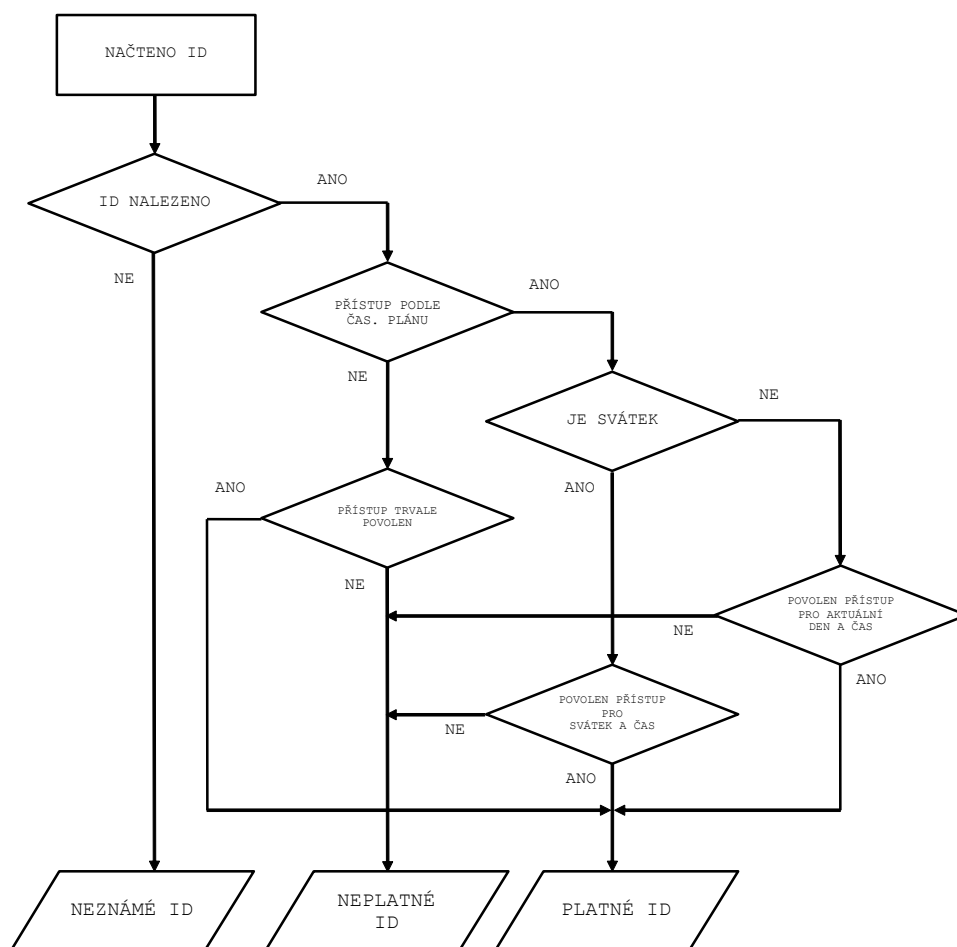 NAČTENO ID
ANO
ID NALEZENO
NE
ANO
PŘÍSTUP PODLE
ČAS. PLÁNU
NE
NE
JE SVÁTEK
ANO
ANO
PŘÍSTUP TRVALE
POVOLEN
NE
POVOLEN PŘÍSTUP
PRO AKTUÁLNÍ
DEN A ČAS
NE
ANO
POVOLEN PŘÍSTUP
PRO
SVÁTEK A ČAS
NE
ANO
NEZNÁMÉ ID
NEPLATNÉ
ID
PLATNÉ ID